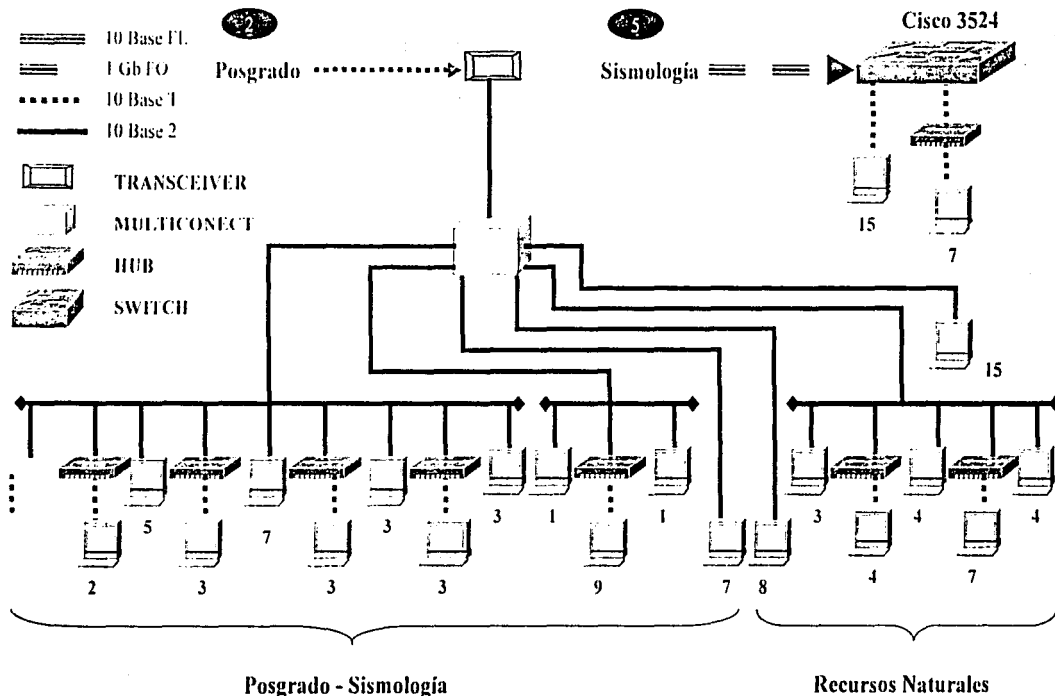 10 Base FL
1 Gb FO
10 Base T
10 Base 2
TRANSCEIVER
MULTICONECT
HUB
SWITCH
2
Posgrado
5
Sismología
Cisco 3524
15
7
15
5
7
3
3
1
1
3
4
4
2
3
3
3
9
7
8
4
7
Posgrado - Sismología
Recursos Naturales